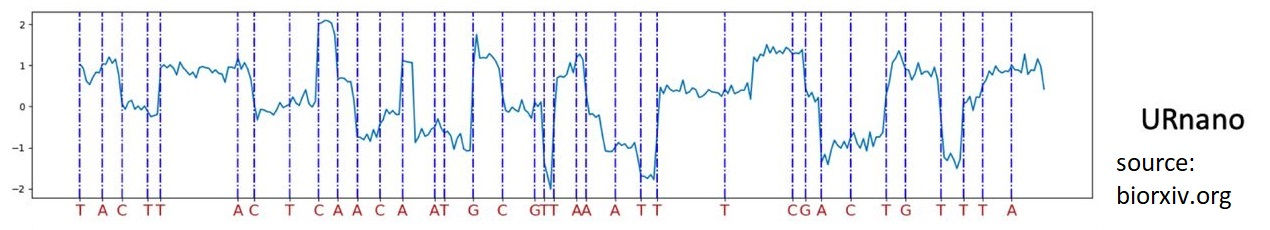 2
1
0
−1
−2
T A C T T A C T C A A C A A T G C G T T A A A T T T C G A C T G T T T A
URnano
source:
biorxiv.org